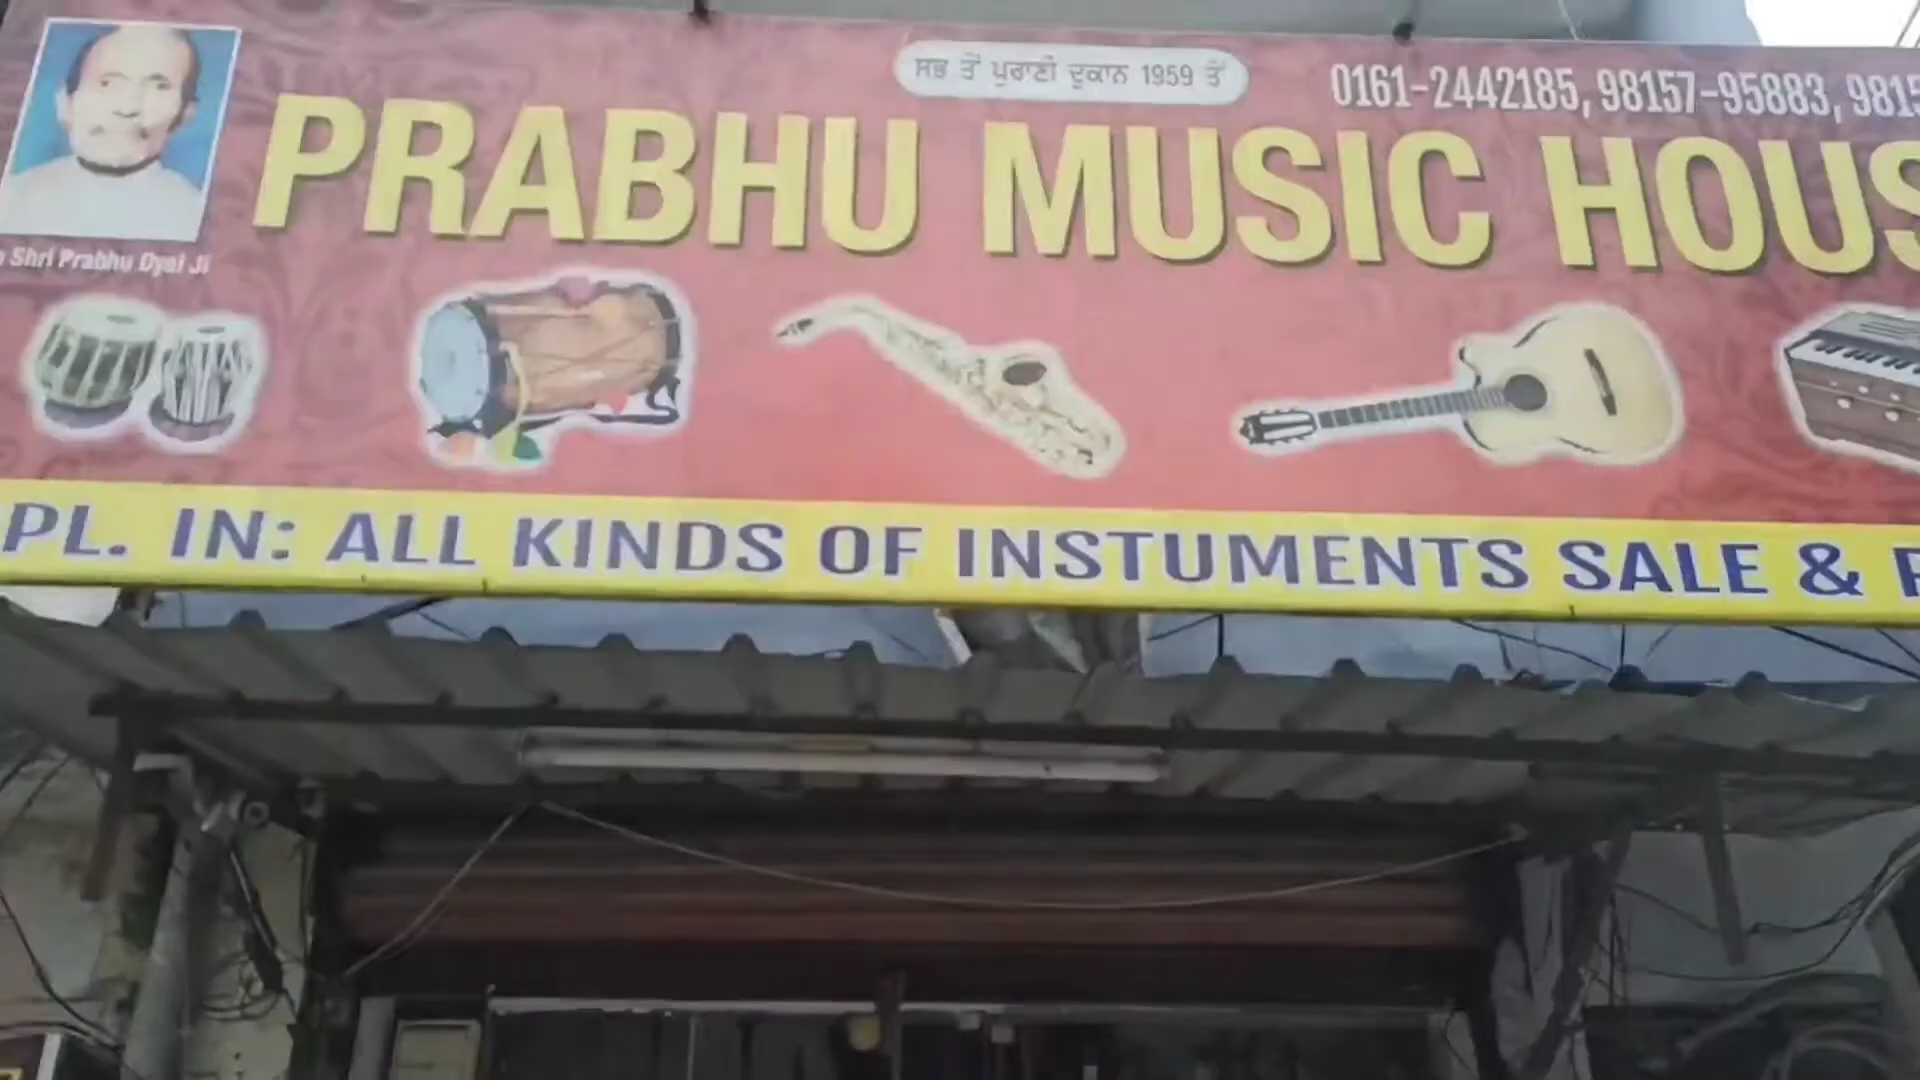 ਸਭ ਤੋਂ ਪੁਰਾਣੀ ਦੁਕਾਨ 1959 ਤੋਂ
0161-2442185, 98157-95883, 9815
PRABHU MUSIC HOUS
Shri Prabhu Dyal Ji
PL. IN: ALL KINDS OF INSTUMENTS SALE &